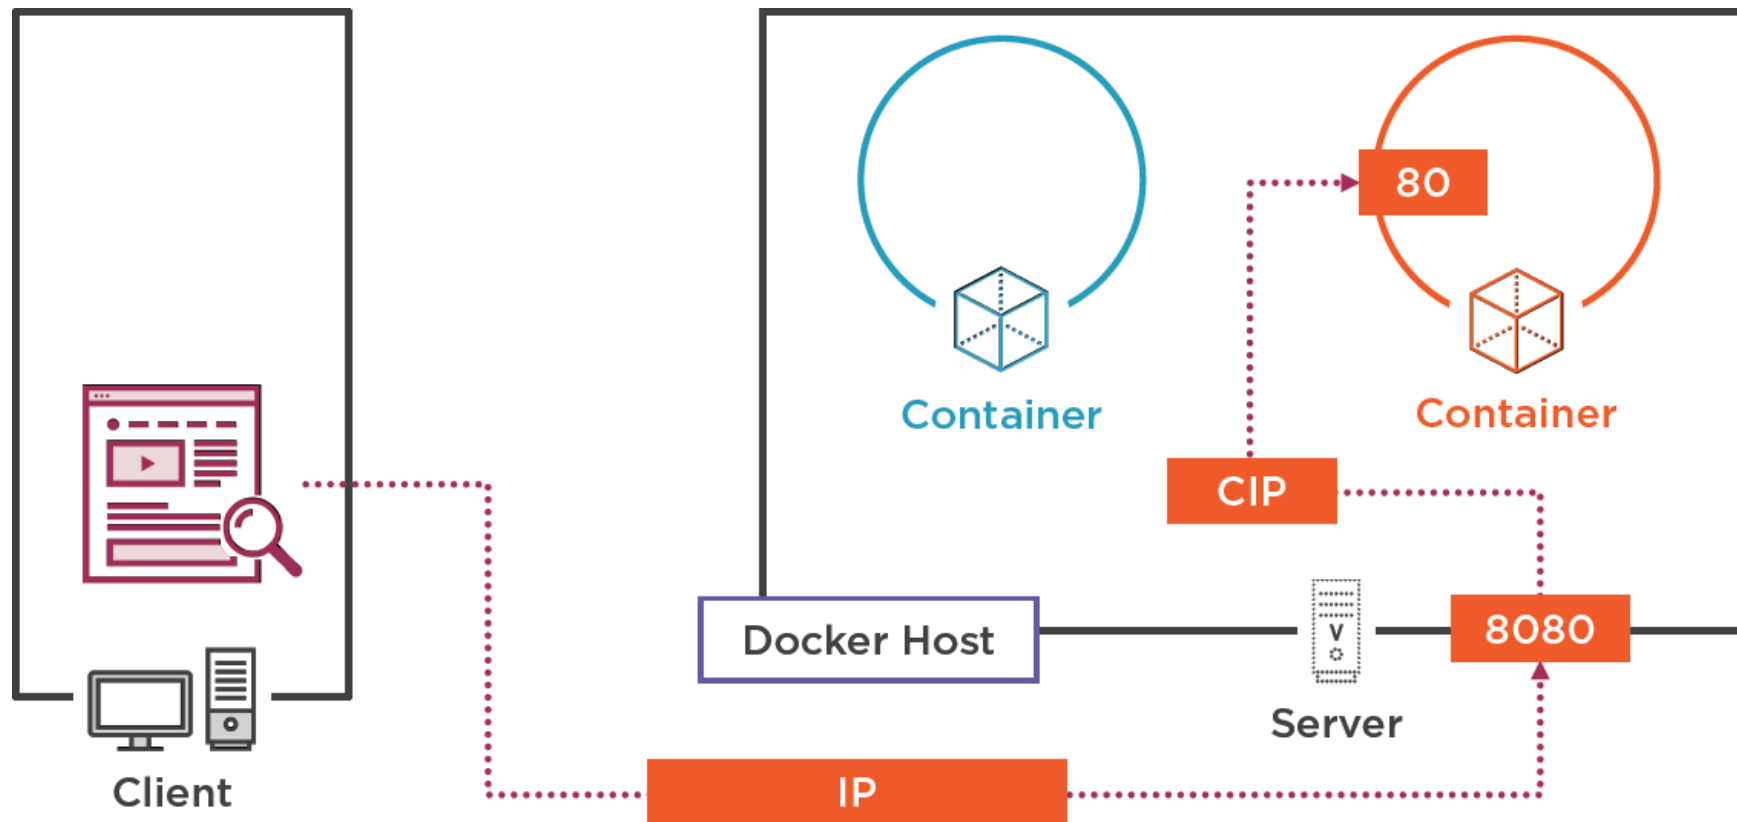 80
Container
Container
CIP
8080
Docker Host
V
Server
IP
Client